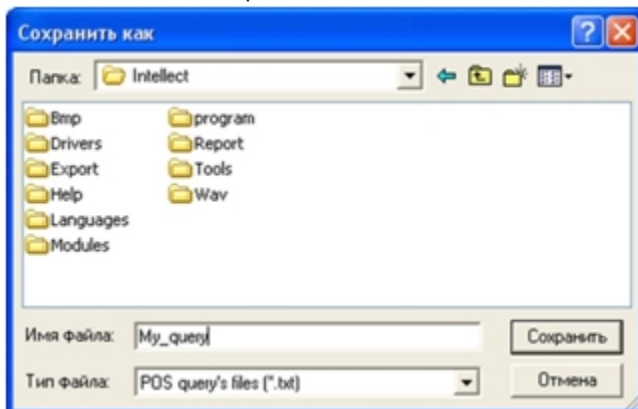 Сохранить как
Папка: Intellect
Bmp
Drivers
Export
Help
Languages
Modules
program
Report
Tools
Wav
Имя файла: My_query Сохранить
Тип файла: POS query's files (*.txt) Отмена